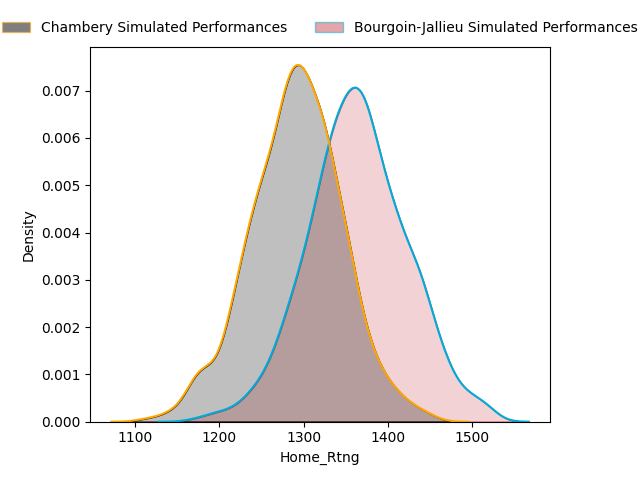 Chambery Simulated Performances Bourgoin-Jallieu Simulated Performances
0.007
0.006
0.005
0.004
0.003
0.002
0.001
0.000
Density
1100 1200 1300 1400 1500
Home_Rtng